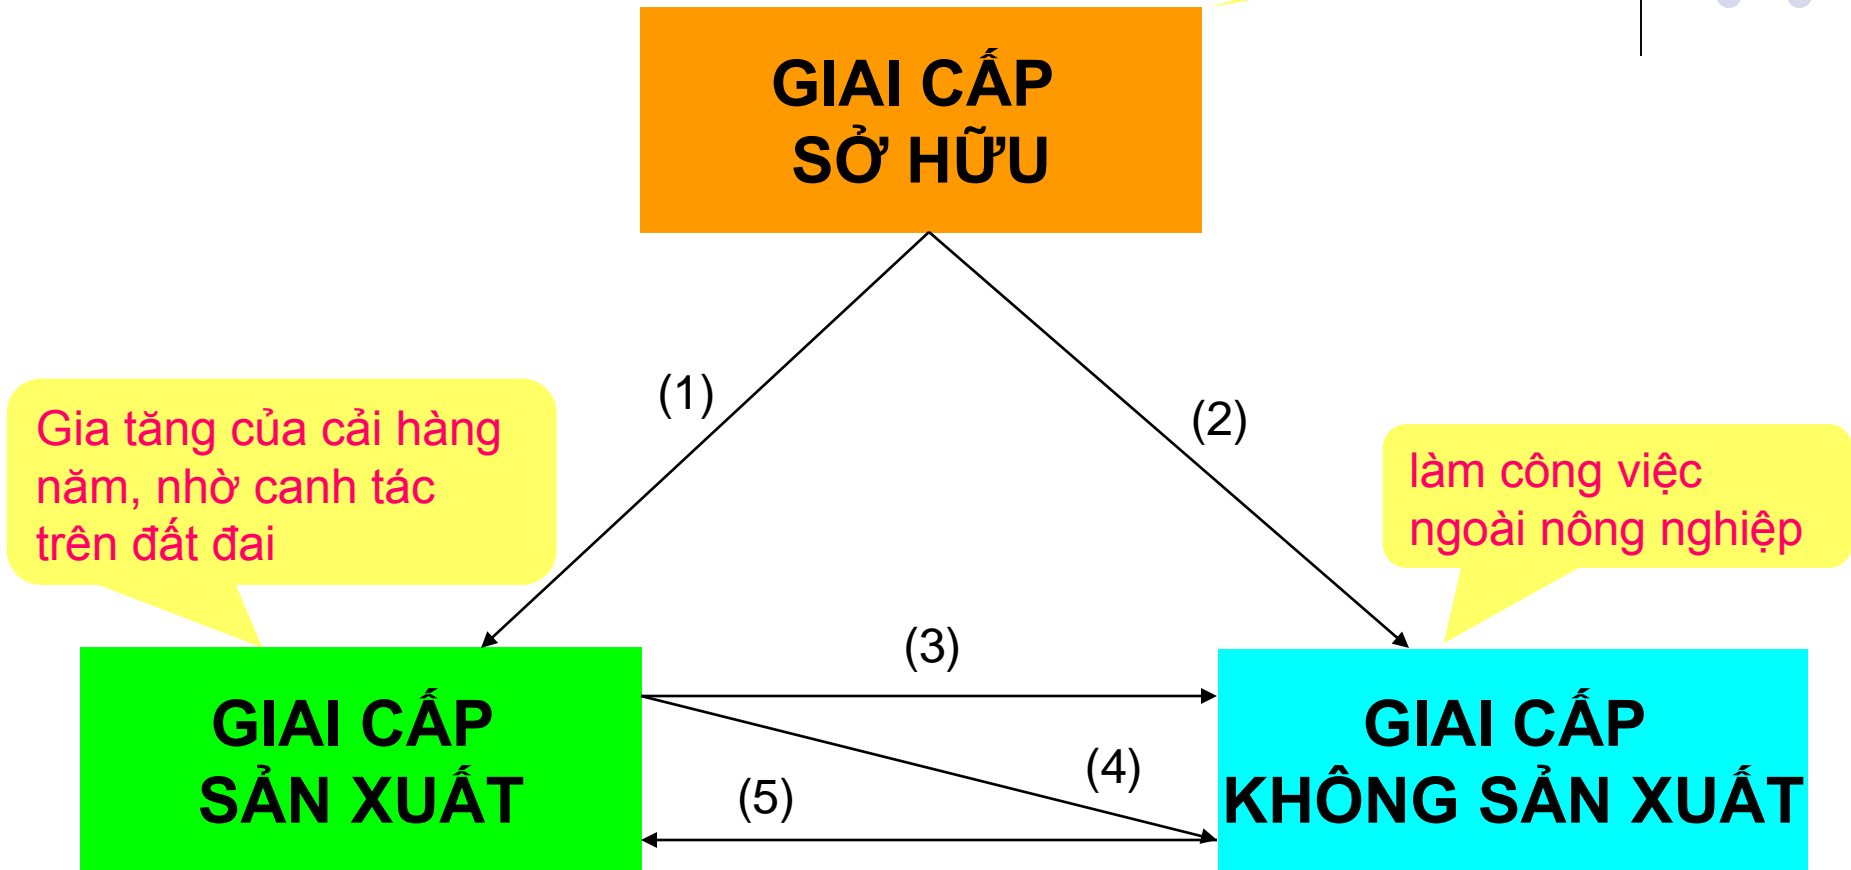 GIAI CẤP
SỞ HỮU
(1)
(2)
Gia tăng của cải hàng
năm, nhờ canh tác
trên đất đai
làm công việc
ngoài nông nghiệp
(3)
GIAI CẤP
SẢN XUẤT
(4)
(5)
GIAI CẤP
KHÔNG SẢN XUẤT